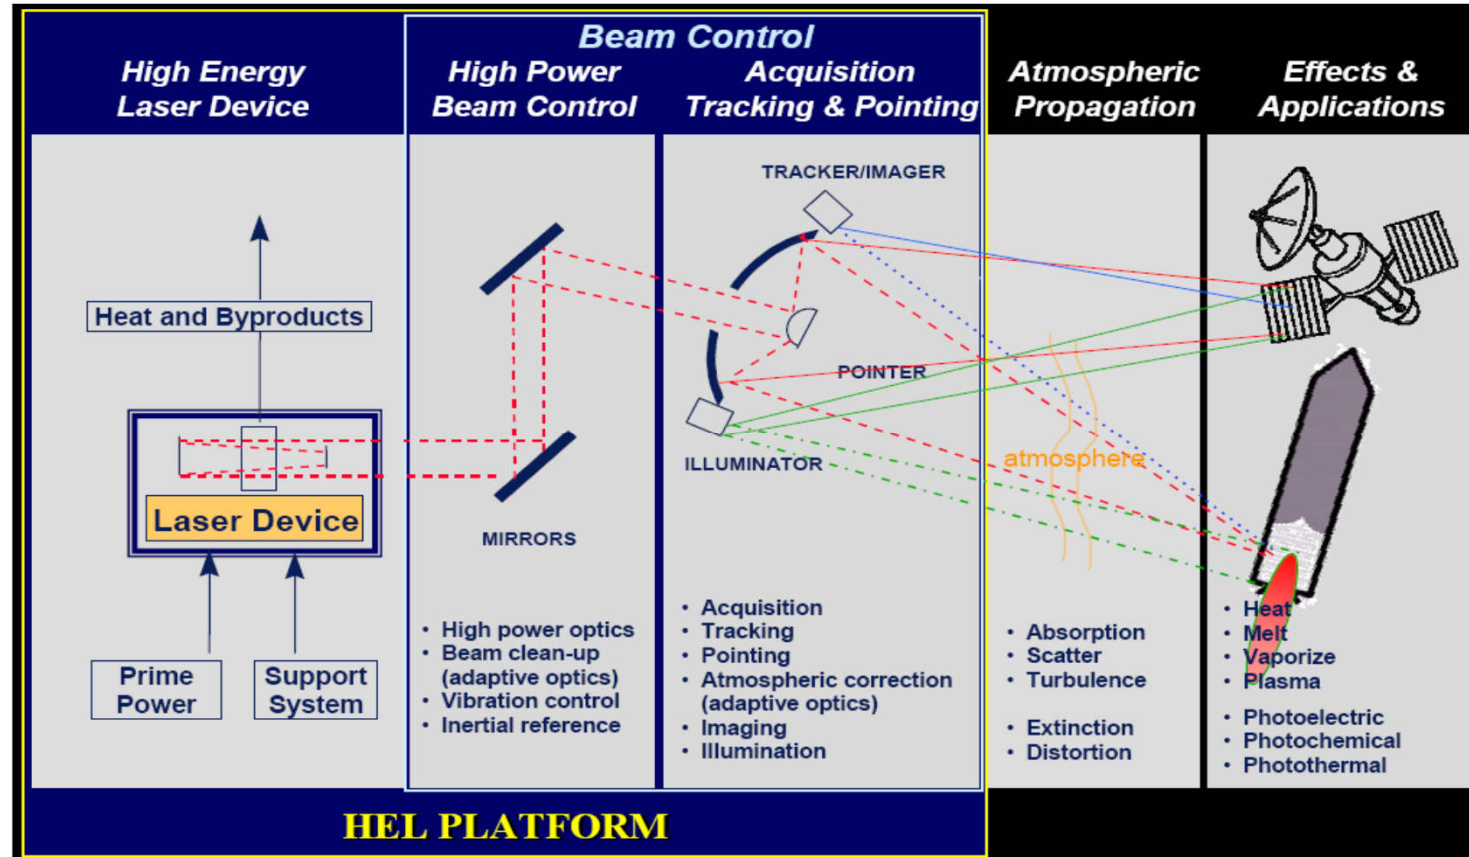 Beam Control
High Energy
Laser Device
High Power
Beam Control
Acquisition
Tracking & Pointing
Atmospheric
Propagation
Effects &
Applications
Heat and Byproducts
Laser Device
Prime
Power
Support
System
MIRRORS
• High power optics
• Beam clean-up
(adaptive optics)
• Vibration control
• Inertial reference
TRACKER/IMAGER
POINTER
ILLUMINATOR
• Acquisition
• Tracking
• Pointing
• Atmospheric correction
(adaptive optics)
• Imaging
• Illumination
atmosphere
• Absorption
• Scatter
• Turbulence
• Extinction
• Distortion
• Heat
• Melt
• Vaporize
• Plasma
• Photoelectric
• Photochemical
• Photothermal
HEL PLATFORM